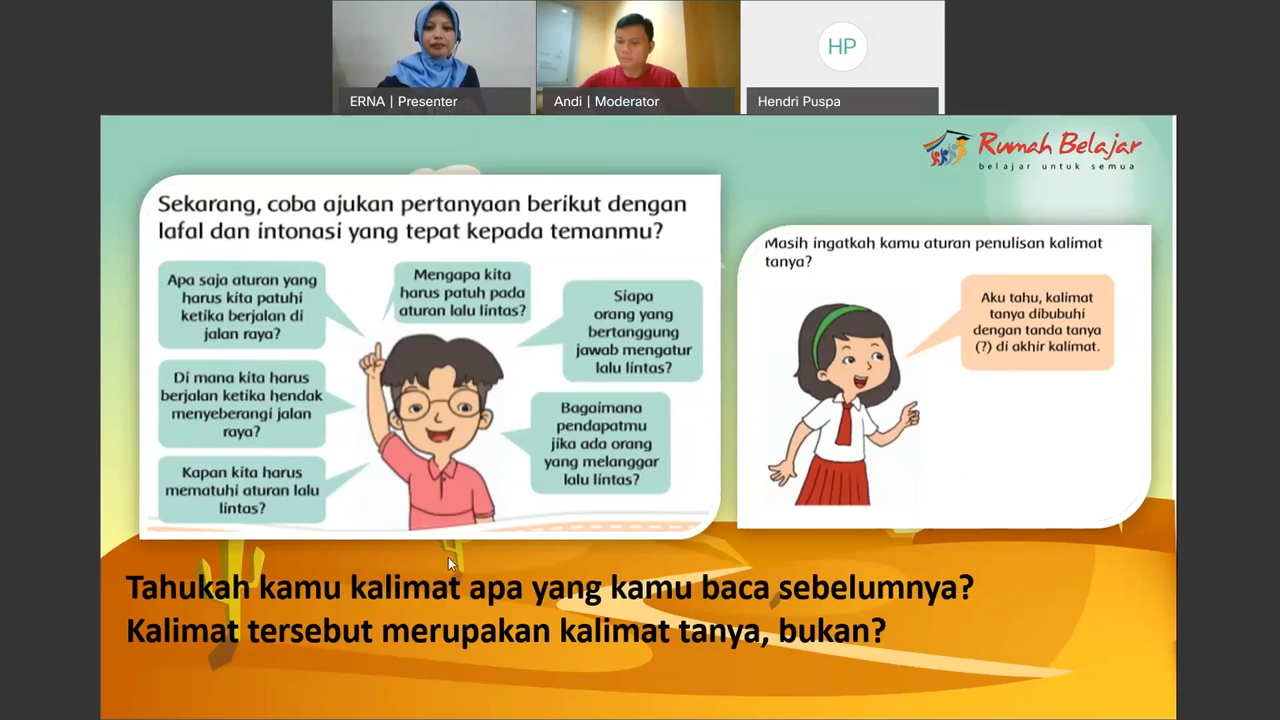 ERNA | Presenter
Andi | Moderator
HP
Hendri Puspa
Rumah Belajar
belajar untuk semua
Sekarang, coba ajukan pertanyaan berikut dengan
lafal dan intonasi yang tepat kepada temanmu?
Apa saja aturan yang
harus kita patuhi
ketika berjalan di
jalan raya?
Mengapa kita
harus patuh pada
aturan lalu lintas?
Siapa
orang yang
bertanggung
jawab mengatur
lalu lintas?
Di mana kita harus
berjalan ketika hendak
menyeberangi jalan
raya?
Bagaimana
pendapatmu
jika ada orang
yang melanggar
lalu lintas?
Kapan kita harus
mematuhi aturan lalu
lintas?
Masih ingatkah kamu aturan penulisan kalimat
tanya?
Aku tahu, kalimat
tanya dibubuhi
dengan tanda tanya
(?) di akhir kalimat.
Tahukah kamu kalimat apa yang kamu baca sebelumnya?
Kalimat tersebut merupakan kalimat tanya, bukan?